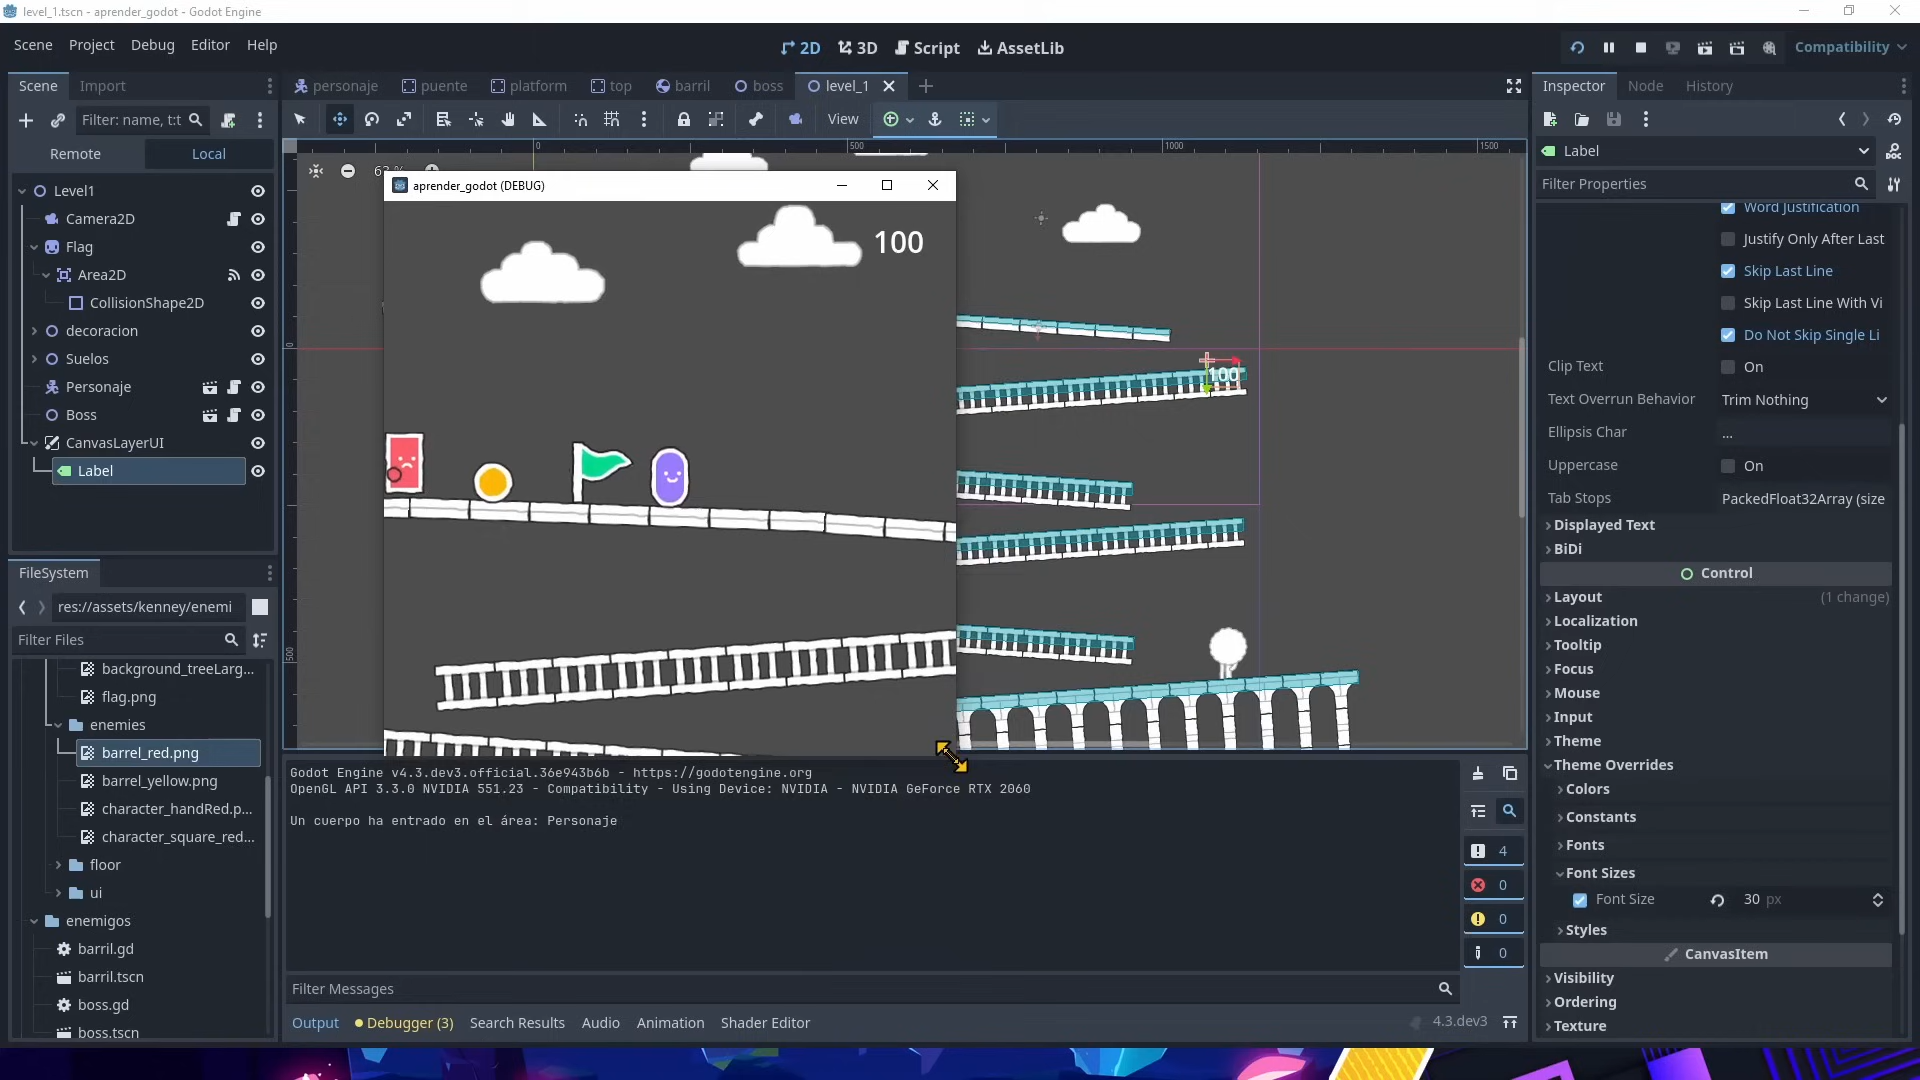 level_1.tscn - aprender_godot - Godot Engine
Scene Project Debug Editor Help
2D 3D Script AssetLib
Compatibility
Scene Import
personaje puente platform top barril boss level_1
Inspector Node History
Filter: name, t:t
View
Remote Local
Label
Filter Properties
0 500 1000 1500
aprender_godot (DEBUG)
100
100
0
500
Level1
Camera2D
Flag
Area2D
CollisionShape2D
decoracion
Suelos
Personaje
Boss
CanvasLayerUI
Label
FileSystem
res://assets/kenney/enemi
Filter Files
background_treeLarg...
flag.png
enemies
barrel_red.png
barrel_yellow.png
character_handRed.p...
character_square_red...
floor
ui
enemigos
barril.gd
barril.tscn
boss.gd
boss.tscn
Godot Engine v4.3.dev3.official.36e943b6b - https://godotengine.org
OpenGL API 3.3.0 NVIDIA 551.23 - Compatibility - Using Device: NVIDIA - NVIDIA GeForce RTX 2060
Un cuerpo ha entrado en el área: Personaje
4
0
0
0
Filter Messages
Output Debugger (3) Search Results Audio Animation Shader Editor
4.3.dev3
Word Justification
Justify Only After Last
Skip Last Line
Skip Last Line With Vi
Do Not Skip Single Li
Clip Text On
Text Overrun Behavior Trim Nothing
Ellipsis Char ...
Uppercase On
Tab Stops PackedFloat32Array (size
Displayed Text
BiDi
Control
Layout (1 change)
Localization
Tooltip
Focus
Mouse
Input
Theme
Theme Overrides
Colors
Constants
Fonts
Font Sizes
Font Size 30 px
Styles
CanvasItem
Visibility
Ordering
Texture